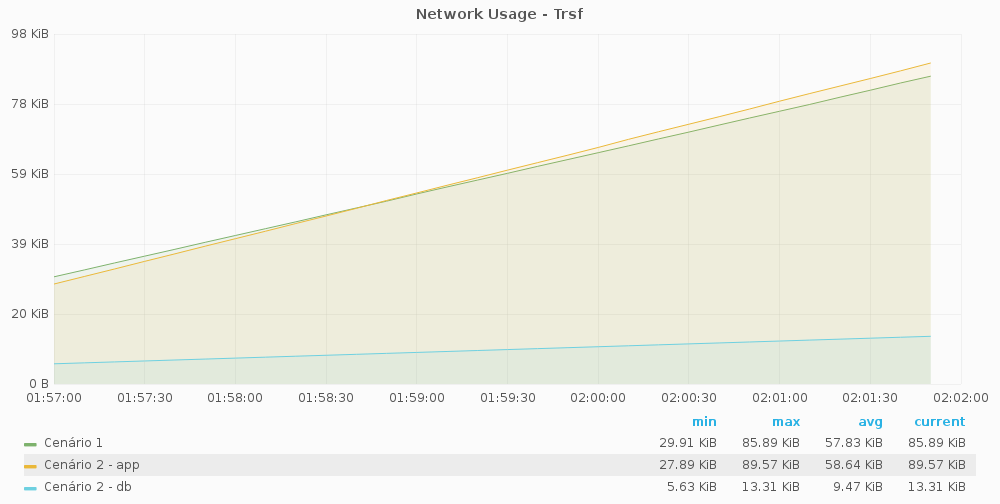 Network Usage - Trsf
98 KiB
78 KiB
59 KiB
39 KiB
20 KiB
0 B
01:57:00 01:57:30 01:58:00 01:58:30 01:59:00 01:59:30 02:00:00 02:00:30 02:01:00 02:01:30 02:02:00
min max avg current
Cenário 1 29.91 KiB 85.89 KiB 57.83 KiB 85.89 KiB
Cenário 2 - app 27.89 KiB 89.57 KiB 58.64 KiB 89.57 KiB
Cenário 2 - db 5.63 KiB 13.31 KiB 9.47 KiB 13.31 KiB